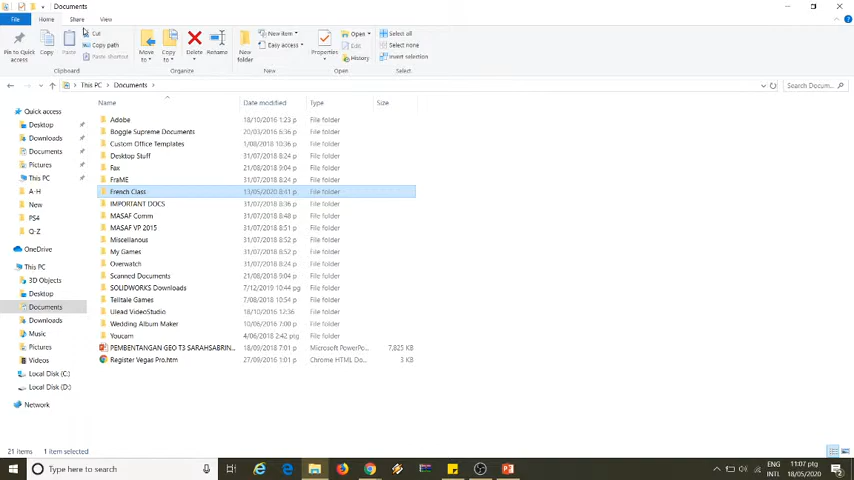 Documents
File Home Share View
Pin to Quick access
Copy
Paste
Cut
Copy path
Paste shortcut
Clipboard
Move to
Copy to
Delete
Rename
Organize
New folder
New item
Easy access
New
Properties
Open
Edit
History
Open
Select all
Select none
Invert selection
Select
This PC > Documents >
Search Docum...
Name Date modified Type Size
Quick access
Desktop
Downloads
Documents
Pictures
This PC
A-H
New
PS4
Q-Z
OneDrive
This PC
3D Objects
Desktop
Documents
Downloads
Music
Pictures
Videos
Local Disk (C:)
Local Disk (D:)
Network
Adobe 18/10/2016 1:23 p File folder
Boggle Supreme Documents 20/03/2016 6:36 p File folder
Custom Office Templates 1/08/2018 10:36 p File folder
Desktop Stuff 31/07/2018 8:24 p File folder
Fax 21/08/2018 9:04 p File folder
FraME 31/07/2018 8:24 p File folder
French Class 13/05/2020 8:41 p File folder
IMPORTANT DOCS 31/07/2018 8:36 p File folder
MASAF Comm 31/07/2018 8:48 p File folder
MASAF VP 2015 31/07/2018 8:51 p File folder
Miscellanous 31/07/2018 8:52 p File folder
My Games 31/07/2018 8:52 p File folder
Overwatch 31/07/2018 8:24 p File folder
Scanned Documents 21/08/2018 9:04 p File folder
SOLIDWORKS Downloads 7/12/2019 10:44 pg File folder
Telltale Games 7/08/2018 10:54 p File folder
Ulead VideoStudio 18/10/2016 12:36 File folder
Wedding Album Maker 10/06/2016 7:00 p File folder
Youcam 4/06/2018 2:42 ptg File folder
PEMBENTANGAN GEO T3 SARAHSABRIN... 18/09/2018 7:01 p Microsoft PowerPo... 7,825 KB
Register Vegas Pro.htm 27/09/2016 1:01 p Chrome HTML Do... 3 KB
21 items 1 item selected
Type here to search
ENG
INTL
11:07 ptg
18/05/2020
2